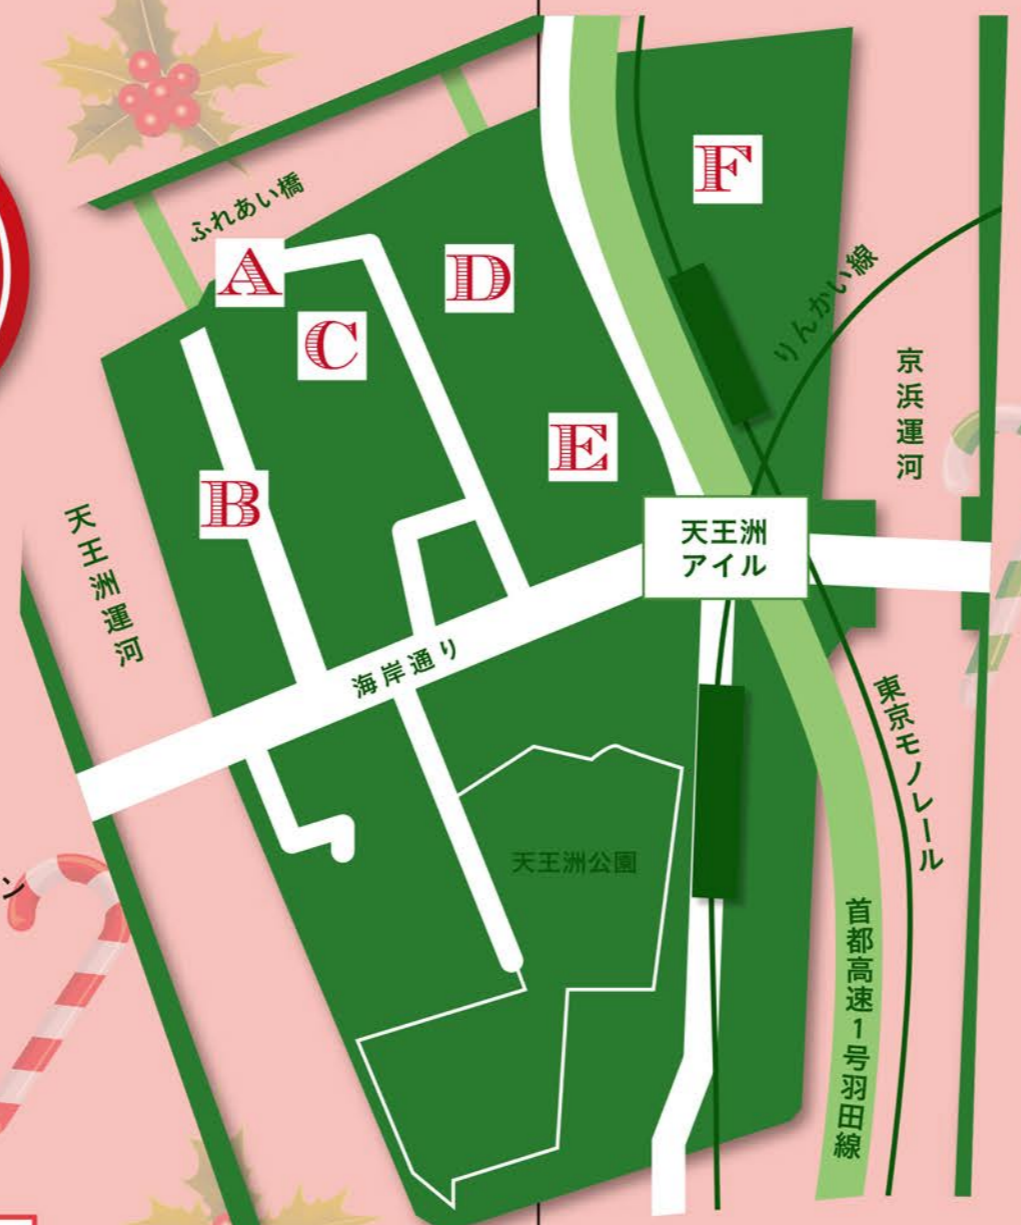 ふれあい橋
A
C
D
F
B
E
りんかい線
京浜運河
天王洲運河
天王洲
アイル
海岸通り
東京モノレール
天王洲公園
首都高速1号羽田線
ン